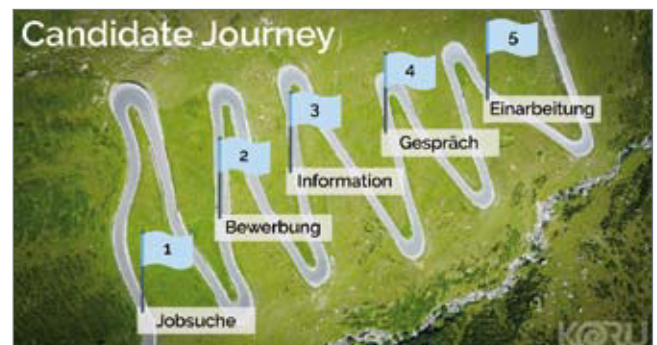 Candidate Journey
1
Jobsuche
2
Bewerbung
3
Information
4
Gespräch
5
Einarbeitung
KORU